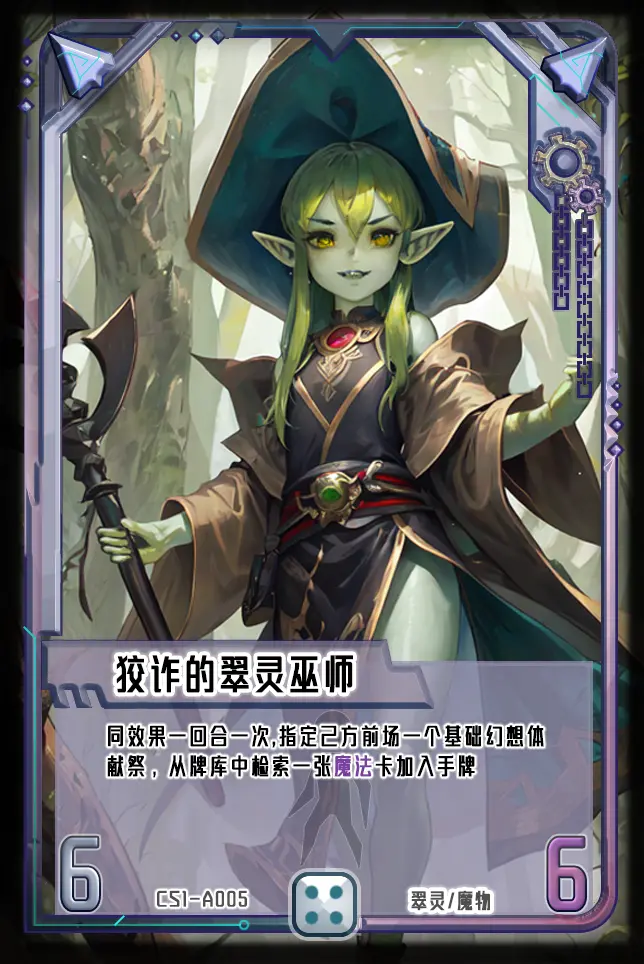 狡诈的翠灵巫师
同效果一回合一次,指定己方前场一个基础幻想体
献祭，从牌库中检索一张魔法卡加入手牌
6
CS1-A005
翠灵/魔物
6